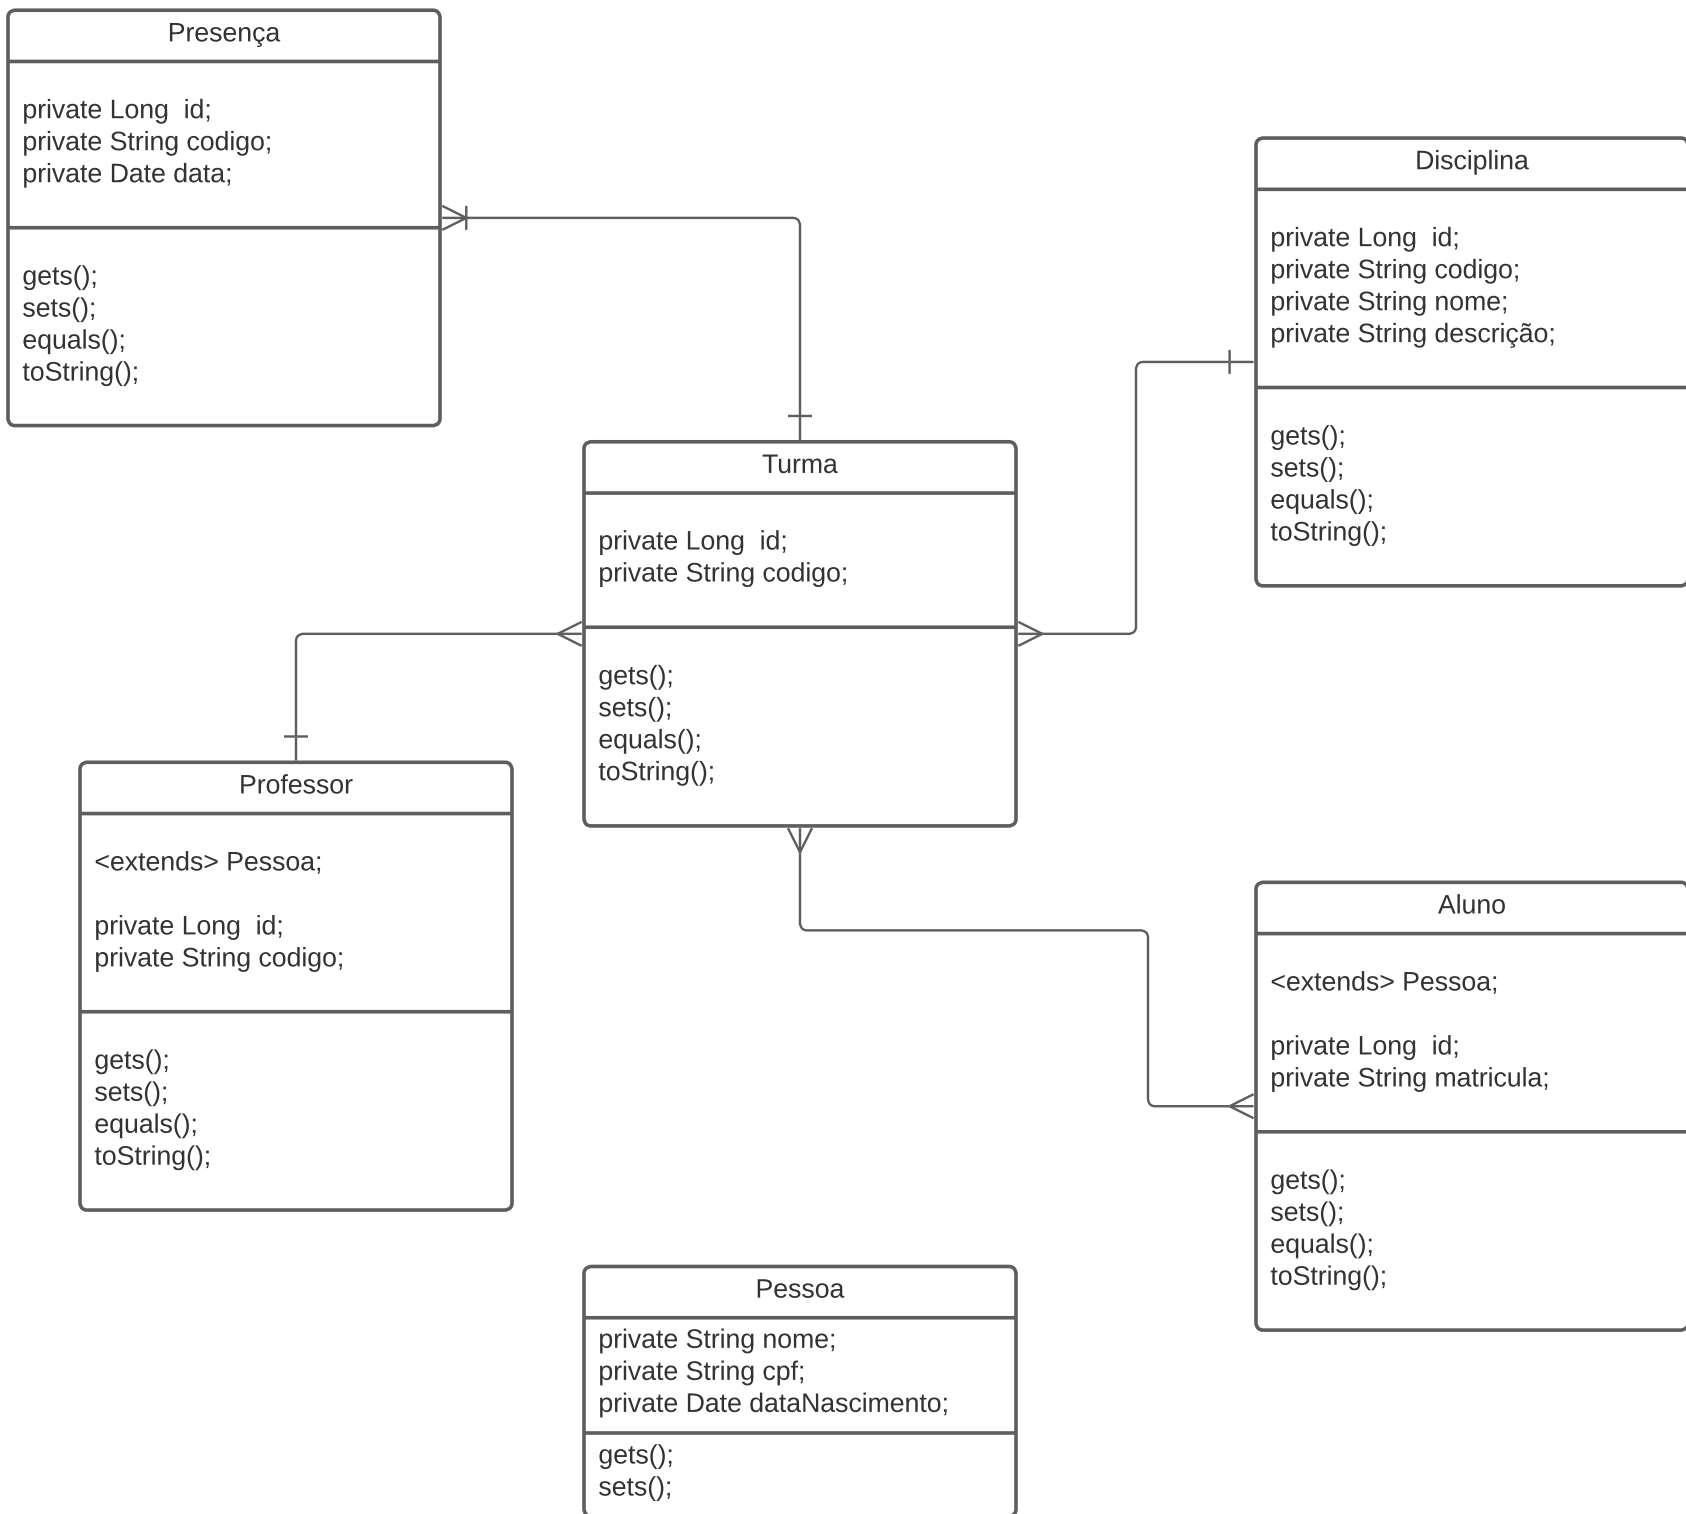 Presença
private Long  id;
private String codigo;
private Date data;
gets();
sets();
equals();
toString();
Disciplina
private Long  id;
private String codigo;
private String nome;
private String descrição;
gets();
sets();
equals();
toString();
Turma
private Long  id;
private String codigo;
gets();
sets();
equals();
toString();
Professor
<extends> Pessoa;
private Long  id;
private String codigo;
gets();
sets();
equals();
toString();
Aluno
<extends> Pessoa;
private Long  id;
private String matricula;
gets();
sets();
equals();
toString();
Pessoa
private String nome;
private String cpf;
private Date dataNascimento;
gets();
sets();